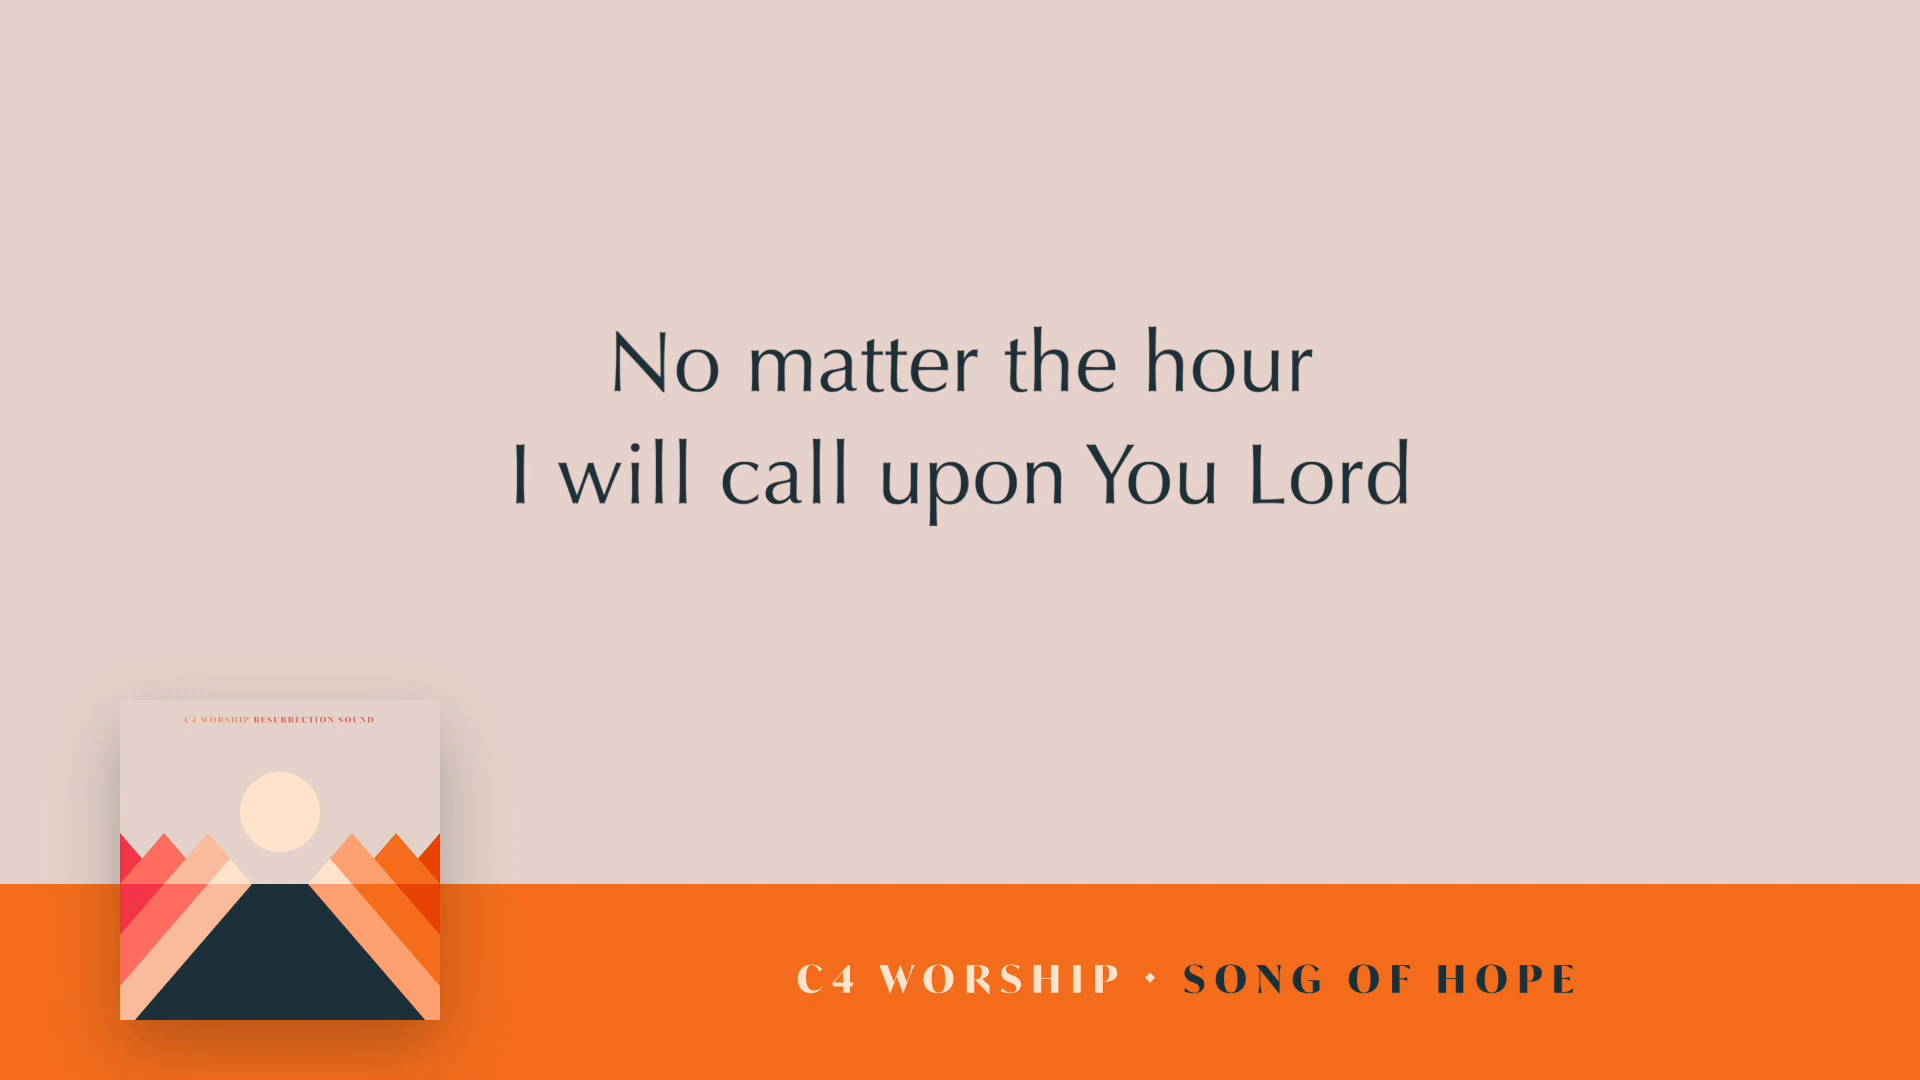 No matter the hour
I will call upon You Lord
C4 WORSHIP RESURRECTION SOUND
C4 WORSHIP • SONG OF HOPE